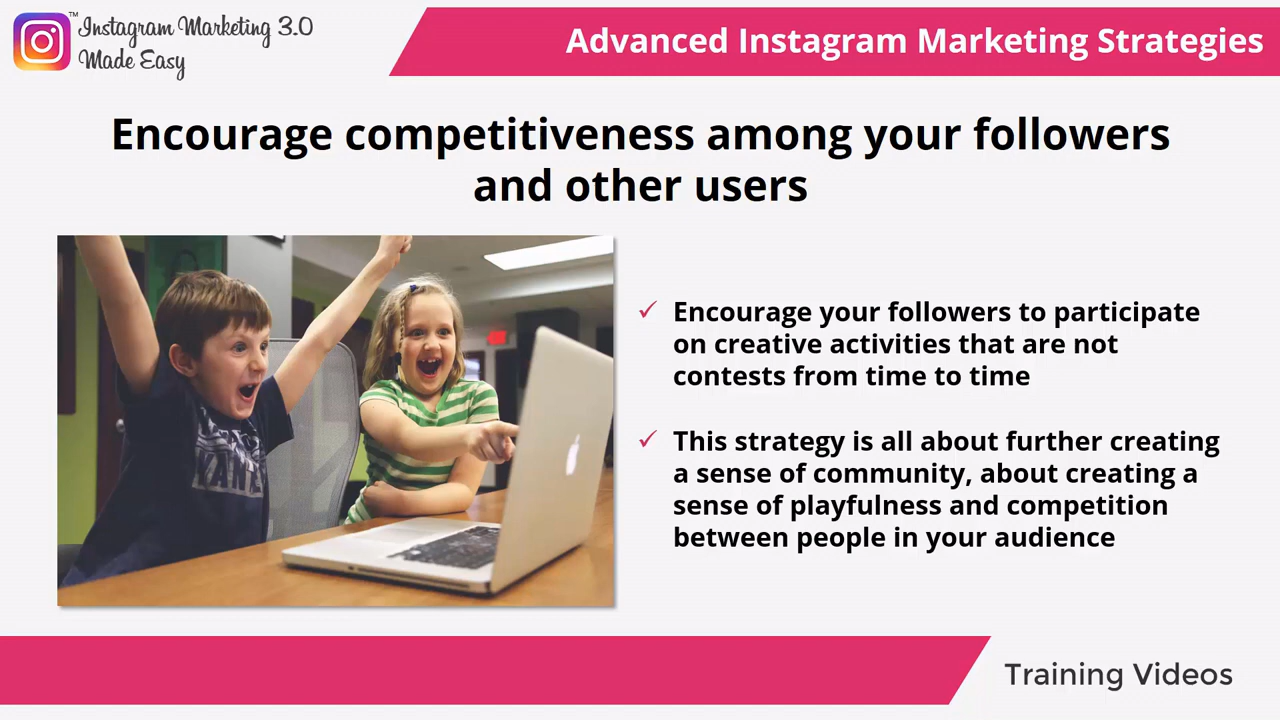 Instagram Marketing 3.0
Made Easy
TM
Advanced Instagram Marketing Strategies
Encourage competitiveness among your followers
and other users
✓ Encourage your followers to participate
on creative activities that are not
contests from time to time
✓ This strategy is all about further creating
a sense of community, about creating a
sense of playfulness and competition
between people in your audience
Training Videos